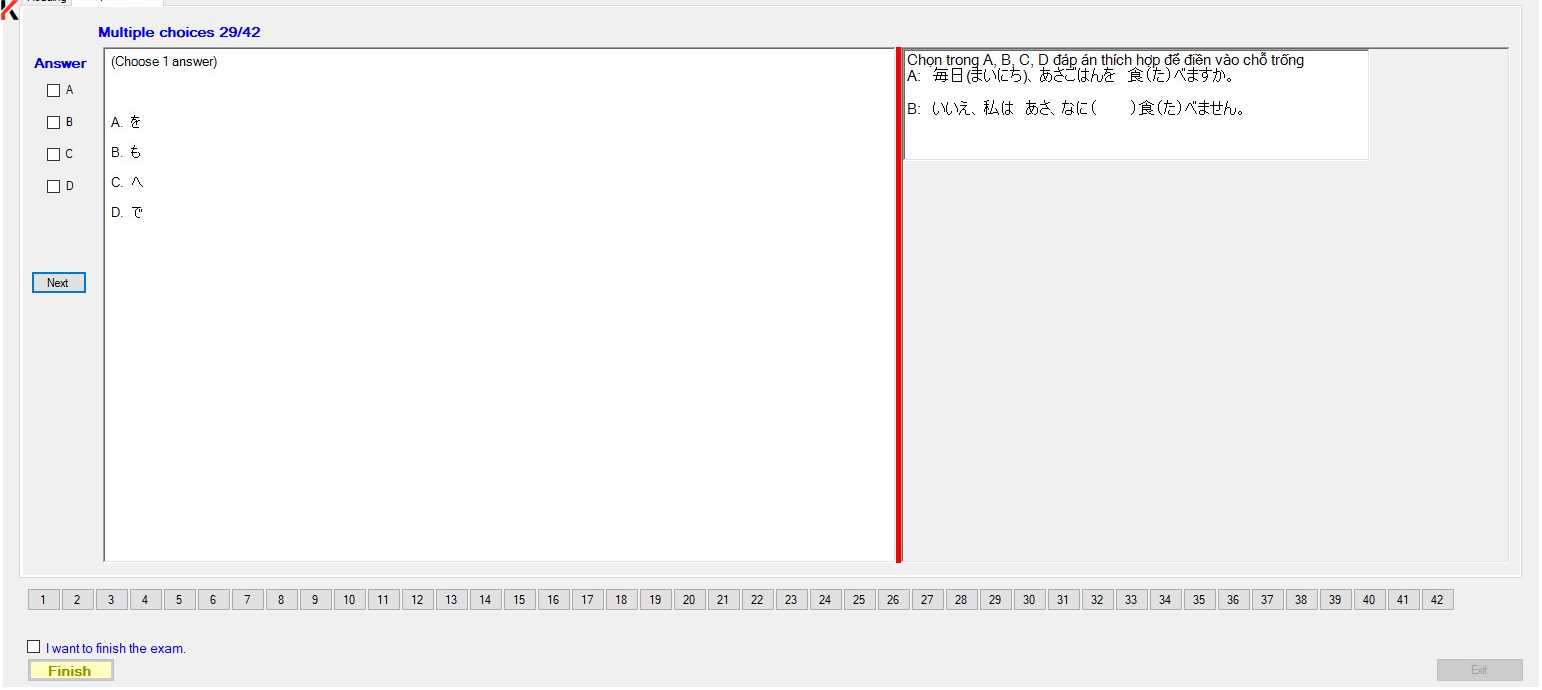 Multiple choices 29/42
Answer
(Choose 1 answer)
A
B
C
D
A. を
B. も
C. へ
D. で
Next
Chọn trong A, B, C, D đáp án thích hợp để điền vào chỗ trống
A: 毎日(まいにち)、あさごはんを 食(た)べますか。
B: いいえ、私は あさ、なに( )食(た)べません。
1 2 3 4 5 6 7 8 9 10 11 12 13 14 15 16 17 18 19 20 21 22 23 24 25 26 27 28 29 30 31 32 33 34 35 36 37 38 39 40 41 42
I want to finish the exam.
Finish
Exit